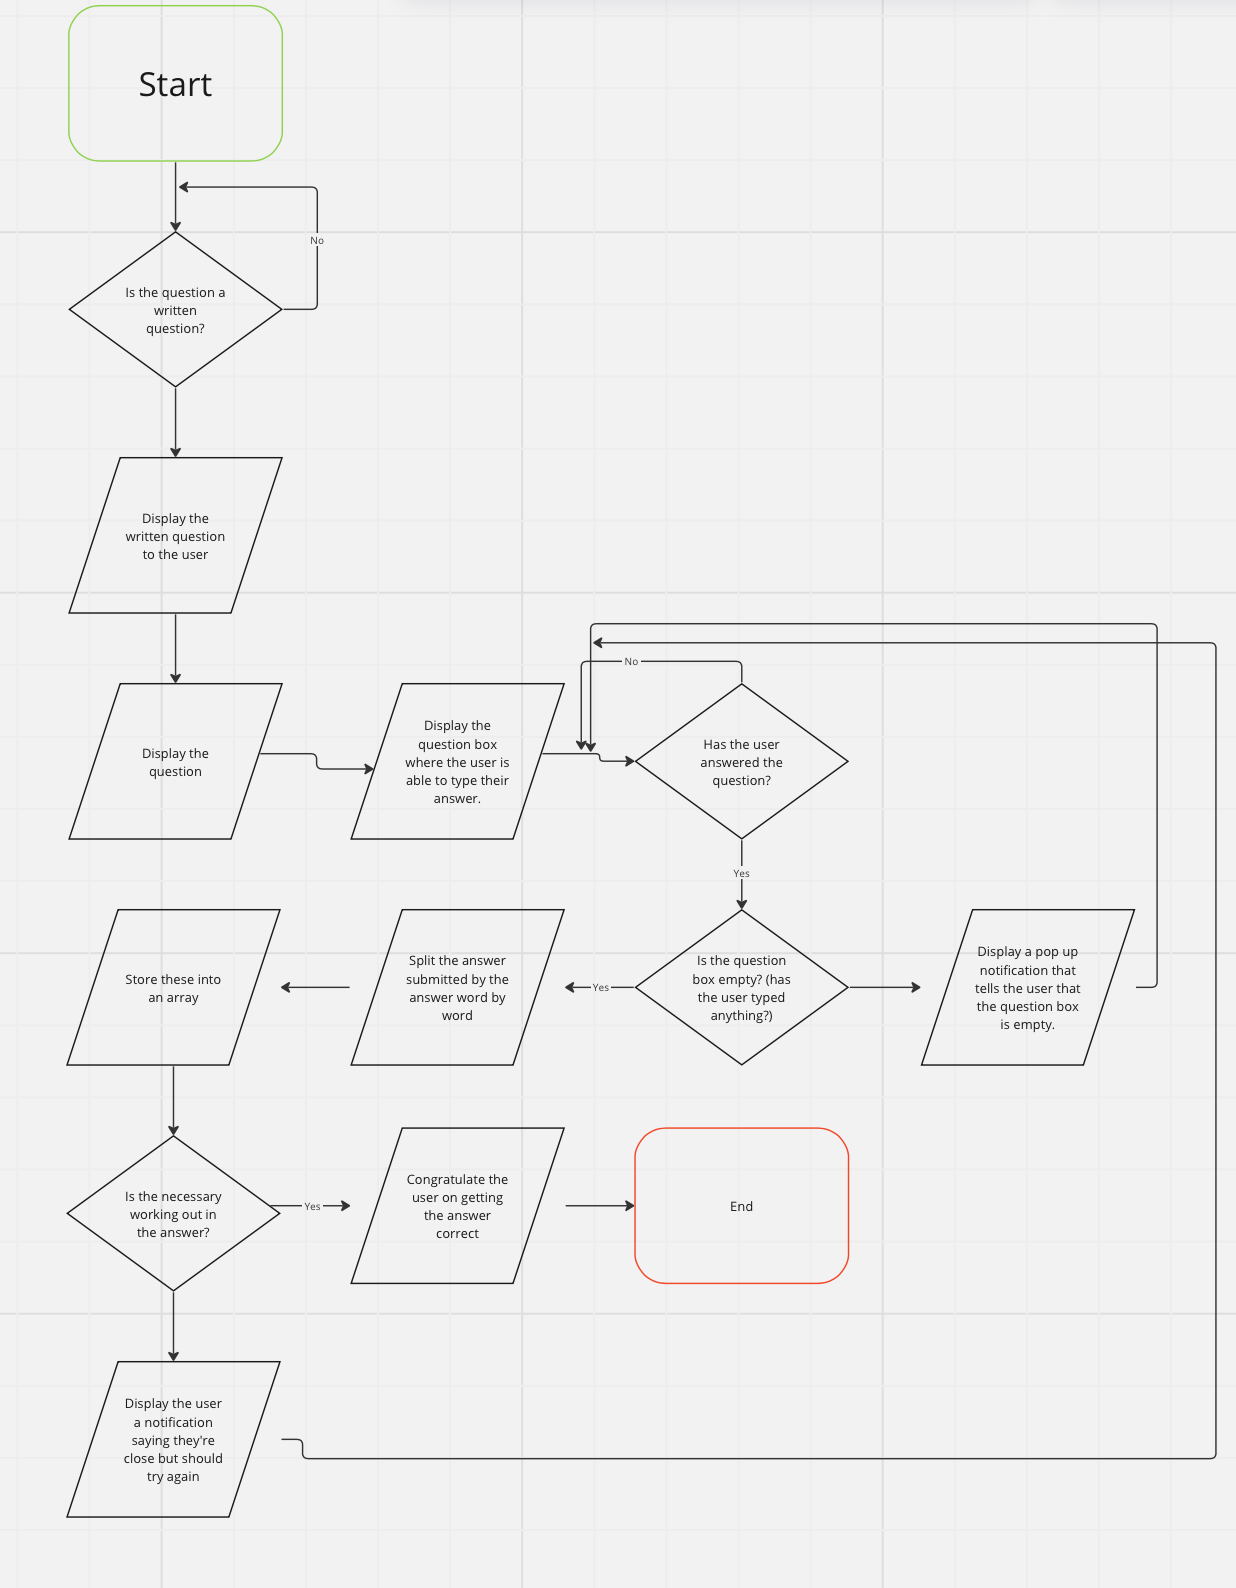 Start
No
Is the question a
written
question?
Display the
written question
to the user
Display the
question
Display the
question box
where the user is
able to type their
answer.
No
Has the user
answered the
question?
Yes
Store these into
an array
Split the answer
submitted by the
answer word by
word
Yes
Is the question
box empty? (has
the user typed
anything?)
Display a pop up
notification that
tells the user that
the question box
is empty.
Is the necessary
working out in
the answer?
Yes
Congratulate the
user on getting
the answer
correct
End
Display the user
a notification
saying they're
close but should
try again